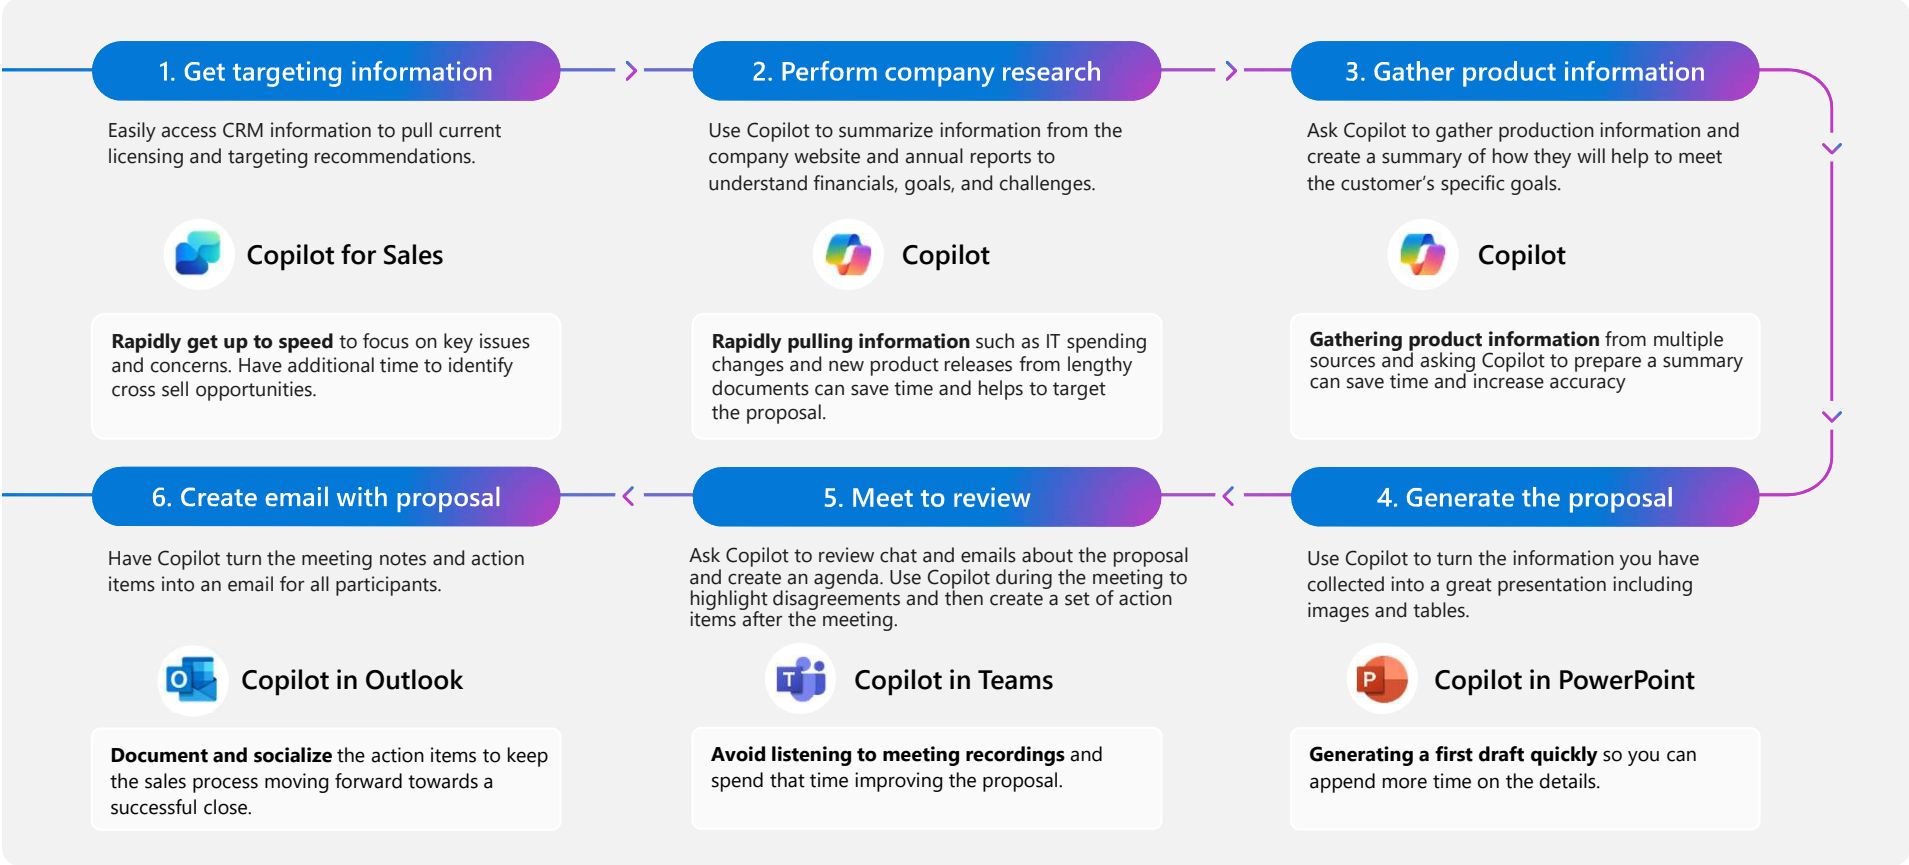 1. Get targeting information
Easily access CRM information to pull current
licensing and targeting recommendations.
Copilot for Sales
Rapidly get up to speed to focus on key issues
and concerns. Have additional time to identify
cross sell opportunities.
2. Perform company research
Use Copilot to summarize information from the
company website and annual reports to
understand financials, goals, and challenges.
Copilot
Rapidly pulling information such as IT spending
changes and new product releases from lengthy
documents can save time and helps to target
the proposal.
3. Gather product information
Ask Copilot to gather production information and
create a summary of how they will help to meet
the customer’s specific goals.
Copilot
Gathering product information from multiple
sources and asking Copilot to prepare a summary
can save time and increase accuracy
4. Generate the proposal
Use Copilot to turn the information you have
collected into a great presentation including
images and tables.
P
Copilot in PowerPoint
Generating a first draft quickly so you can
append more time on the details.
5. Meet to review
Ask Copilot to review chat and emails about the proposal
and create an agenda. Use Copilot during the meeting to
highlight disagreements and then create a set of action
items after the meeting.
T
Copilot in Teams
Avoid listening to meeting recordings and
spend that time improving the proposal.
6. Create email with proposal
Have Copilot turn the meeting notes and action
items into an email for all participants.
O
Copilot in Outlook
Document and socialize the action items to keep
the sales process moving forward towards a
successful close.